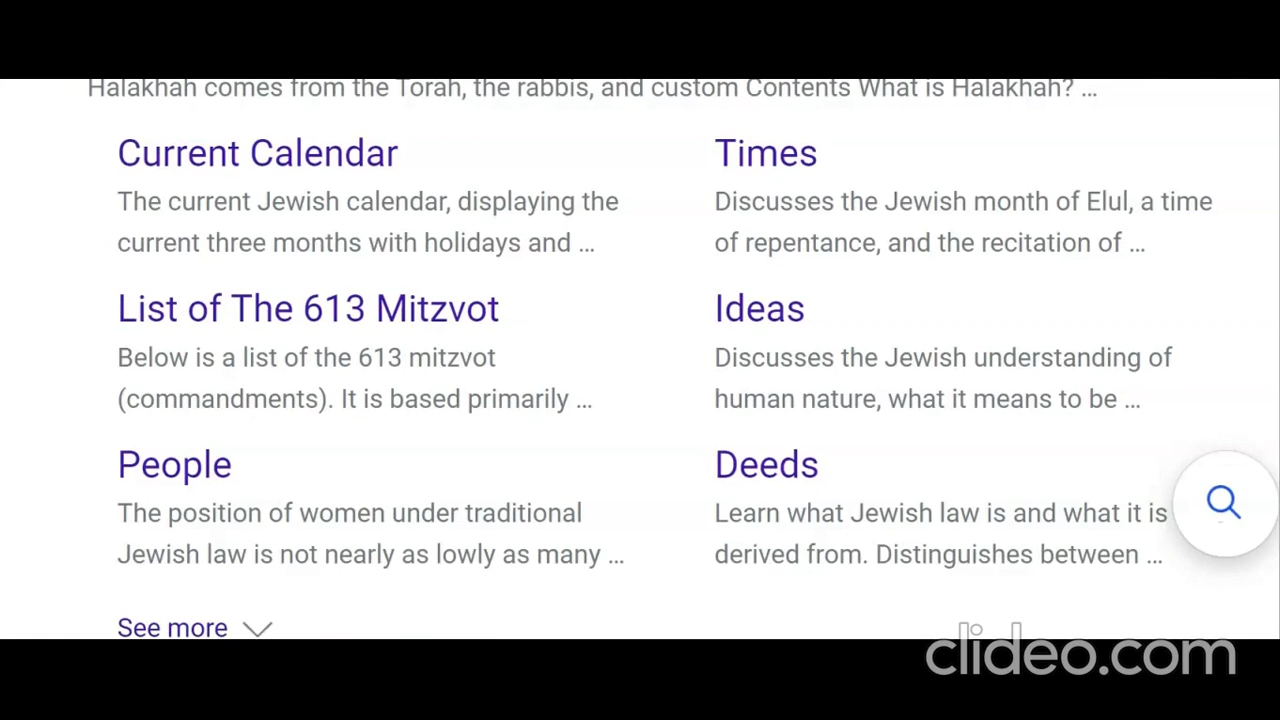 Halakhah comes from the Torah, the rabbis, and custom Contents What is Halakhah? ...
Current Calendar
The current Jewish calendar, displaying the
current three months with holidays and ...
Times
Discusses the Jewish month of Elul, a time
of repentance, and the recitation of ...
List of The 613 Mitzvot
Below is a list of the 613 mitzvot
(commandments). It is based primarily ...
Ideas
Discusses the Jewish understanding of
human nature, what it means to be ...
People
The position of women under traditional
Jewish law is not nearly as lowly as many ...
Deeds
Learn what Jewish law is and what it is
derived from. Distinguishes between ...
See more
clideo.com